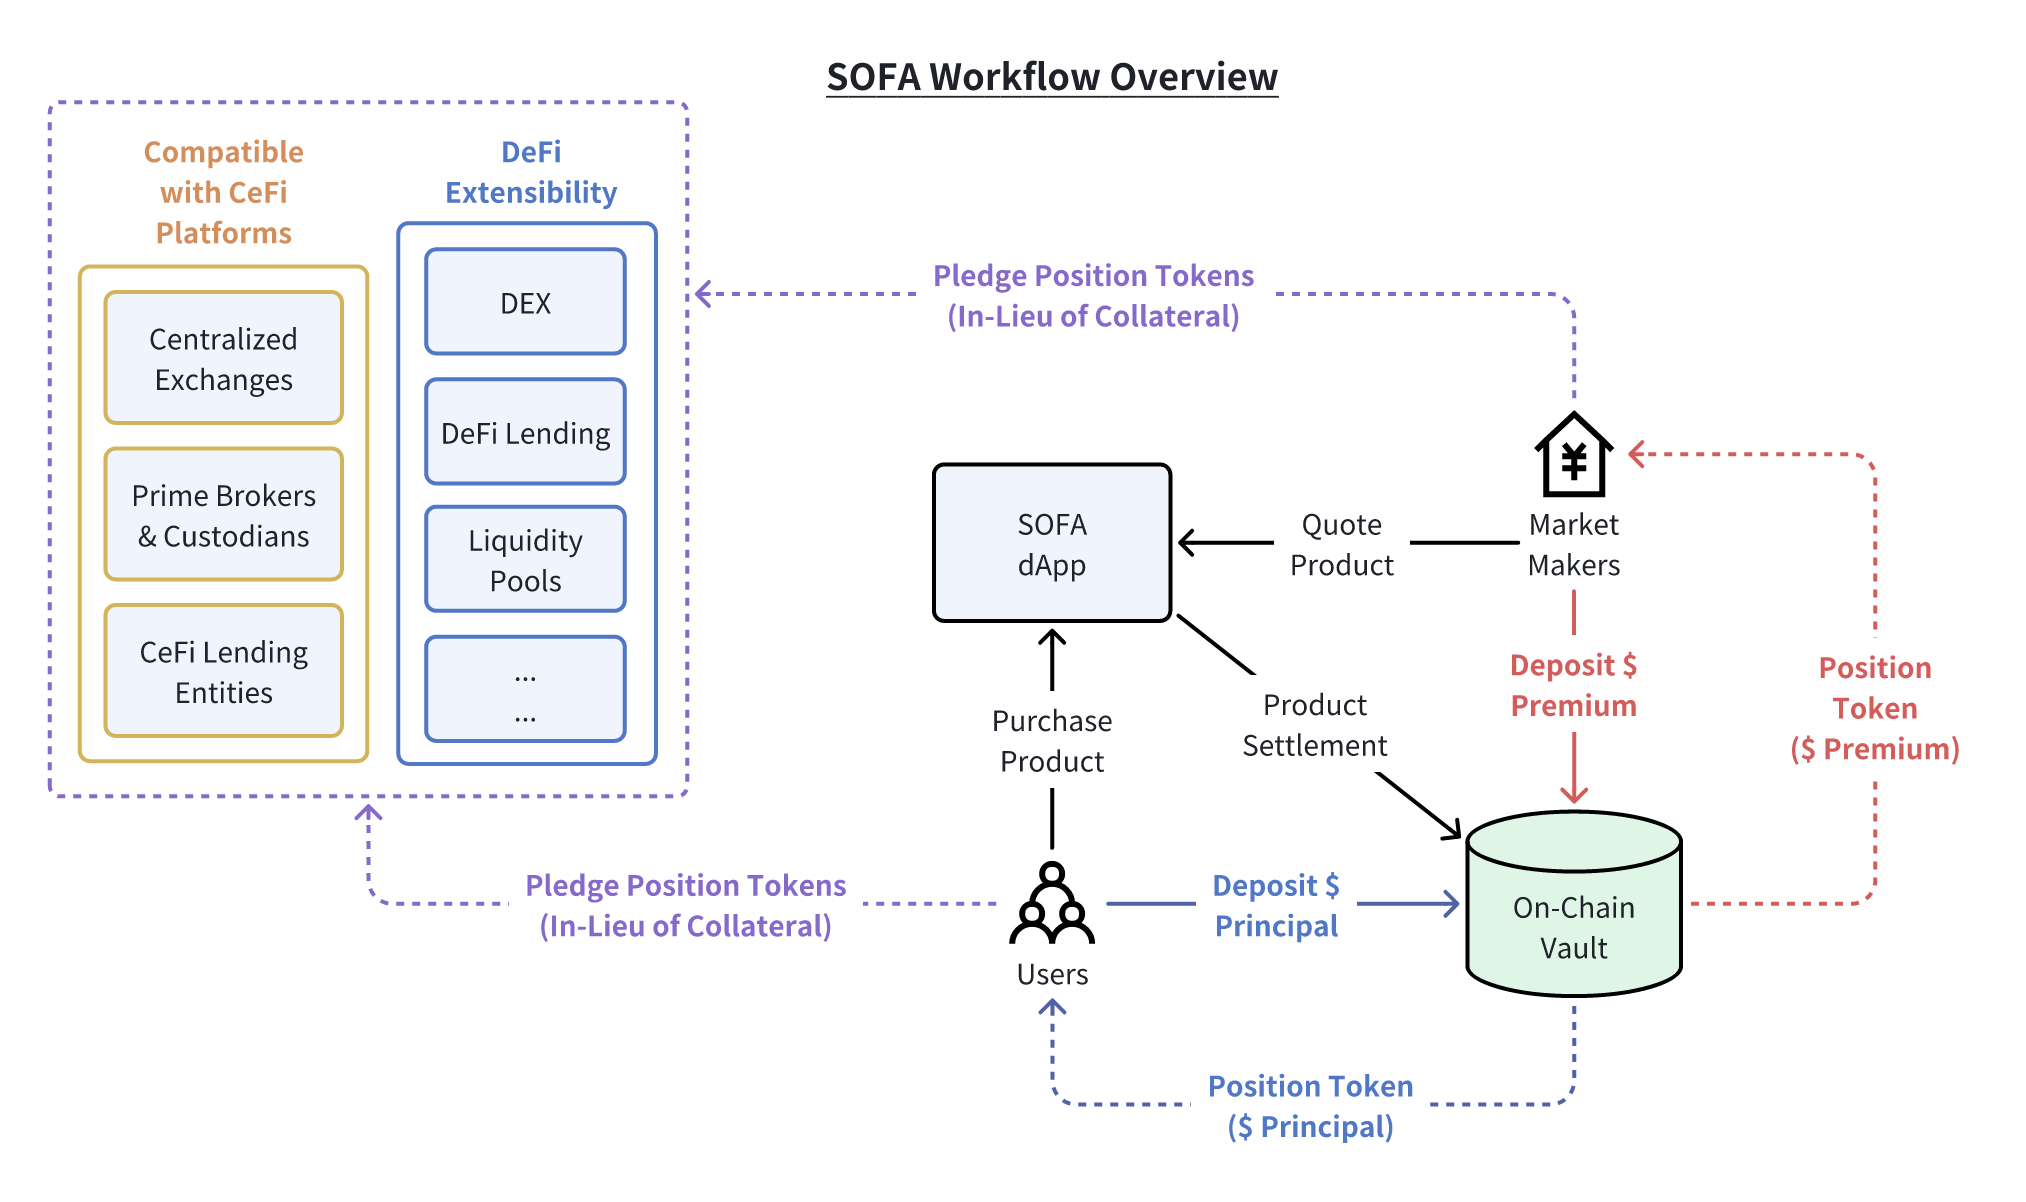 SOFA Workflow Overview
Compatible
with CeFi
Platforms
Centralized
Exchanges
Prime Brokers
& Custodians
CeFi Lending
Entities
DeFi
Extensibility
DEX
DeFi Lending
Liquidity
Pools
...
...
Pledge Position Tokens
(In-Lieu of Collateral)
¥
Market
Makers
Quote
Product
SOFA
dApp
Purchase
Product
Product
Settlement
Deposit $
Premium
Position
Token
($ Premium)
Pledge Position Tokens
(In-Lieu of Collateral)
Users
Deposit $
Principal
On-Chain
Vault
Position Token
($ Principal)